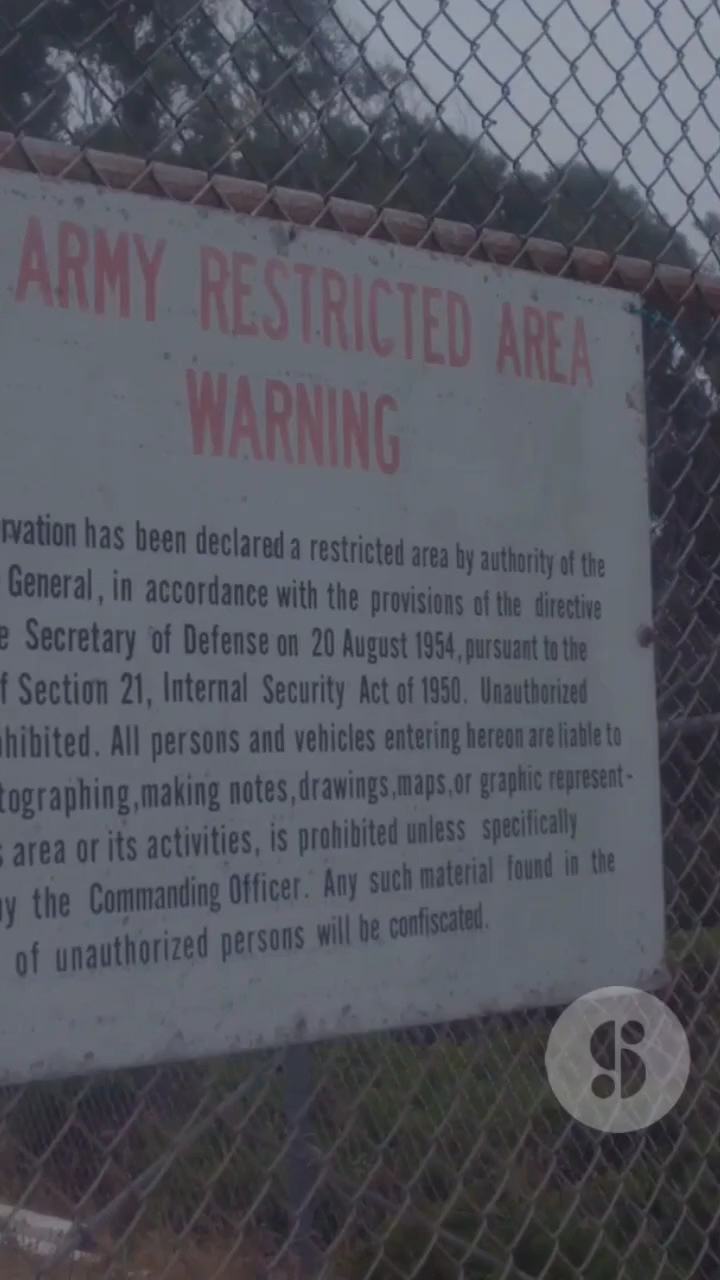 ARMY RESTRICTED AREA
WARNING
rvation has been declared a restricted area by authority of the
General, in accordance with the provisions of the directive
e Secretary of Defense on 20 August 1954, pursuant to the
f Section 21, Internal Security Act of 1950. Unauthorized
hibited. All persons and vehicles entering hereon are liable to
tographing, making notes, drawings, maps, or graphic represent-
s area or its activities, is prohibited unless specifically
by the Commanding Officer. Any such material found in the
of unauthorized persons will be confiscated.